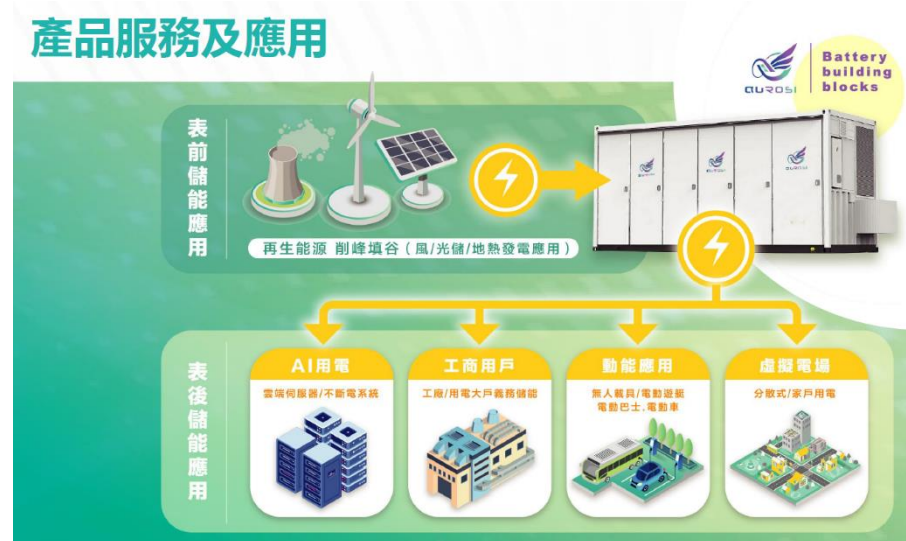 產品服務及應用
aurosi
Battery
building
blocks
表前儲能應用
再生能源 削峰填谷（風/光儲/地熱發電應用）
aurosi
aurosi
aurosi
表後儲能應用
AI用電
雲端伺服器/不斷電系統
工商用戶
工廠/用電大戶義務儲能
動能應用
無人載具/電動遊艇
電動巴士.電動車
虛擬電場
分散式/家戶用電